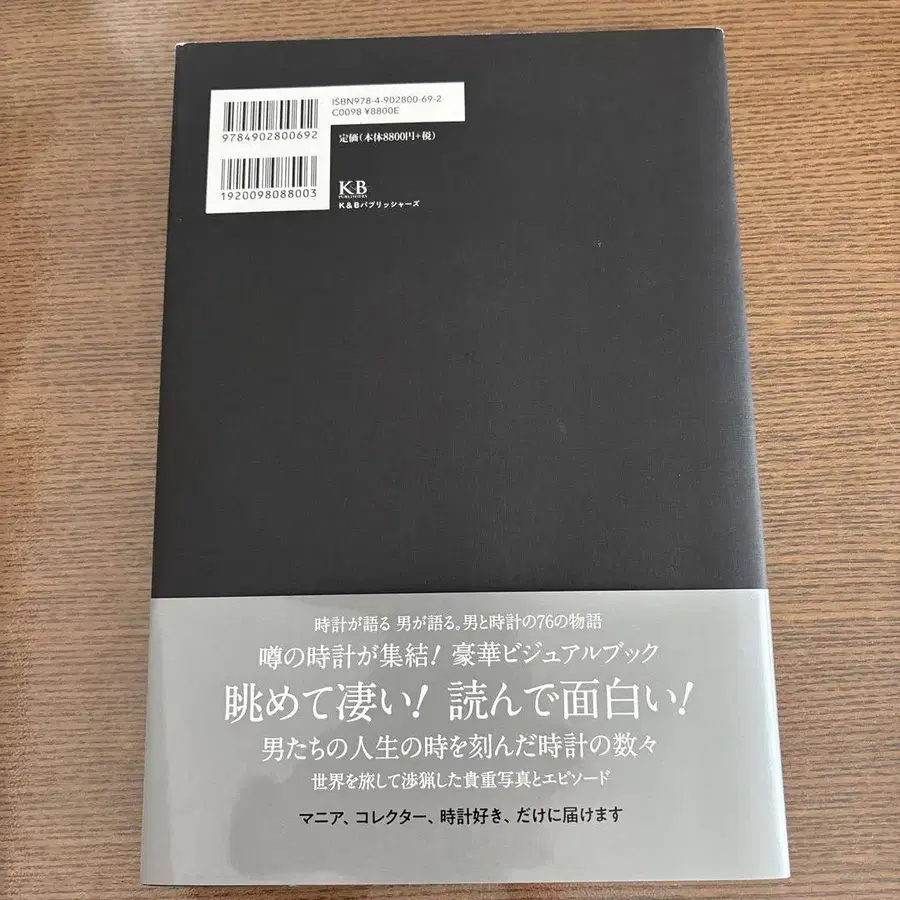 ISBN978-4-902800-69-2
C0098 ¥8800E
9784902800692
定価(本体8800円+税)
1920098088003
K&B
PUBLISHERS
K&Bパブリッシャーズ
時計が語る 男が語る。男と時計の76の物語
噂の時計が集結! 豪華ビジュアルブック
眺めて凄い! 読んで面白い!
男たちの人生の時を刻んだ時計の数々
世界を旅して渉猟した貴重写真とエピソード
マニア、コレクター、時計好き、だけに届けます